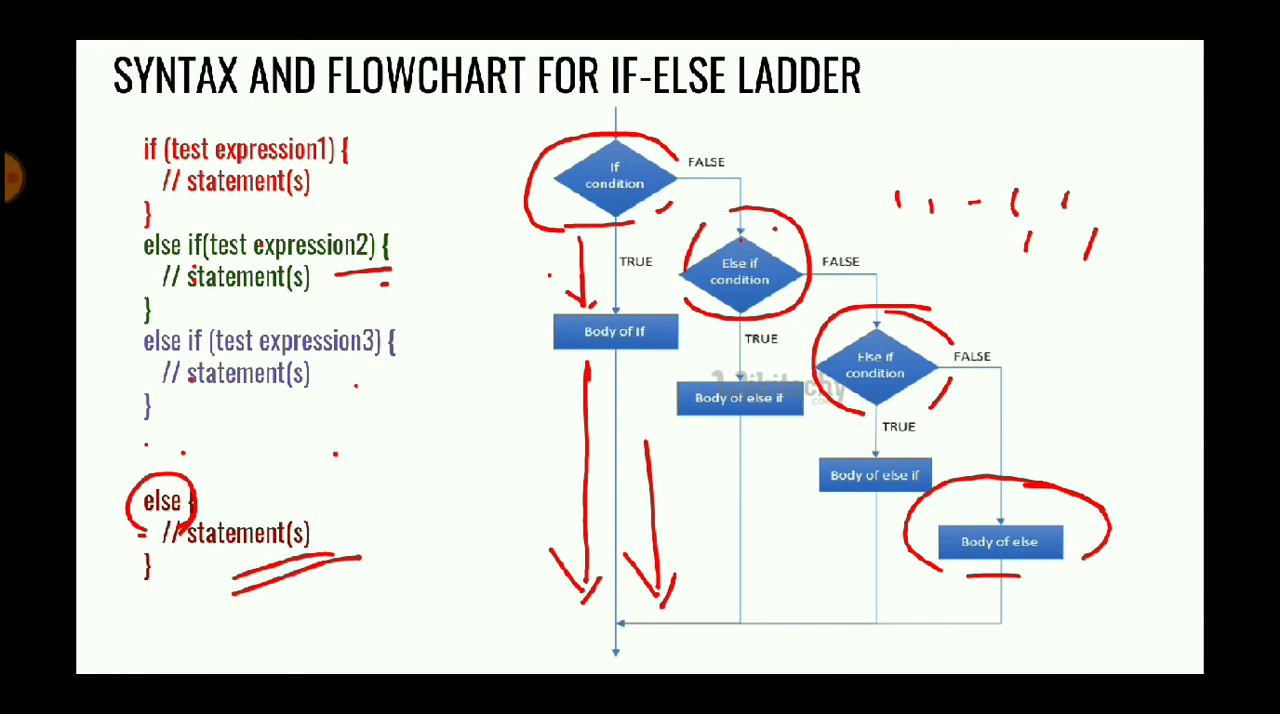 SYNTAX AND FLOWCHART FOR IF-ELSE LADDER
if (test expression1) {
// statement(s)
}
else if(test expression2) {
// statement(s)
}
else if (test expression3) {
// statement(s)
}
.
else {
// statement(s)
}
If
condition
FALSE
TRUE
Body of If
Else if
condition
FALSE
TRUE
Body of else if
Else if
condition
FALSE
TRUE
Body of else if
Body of else